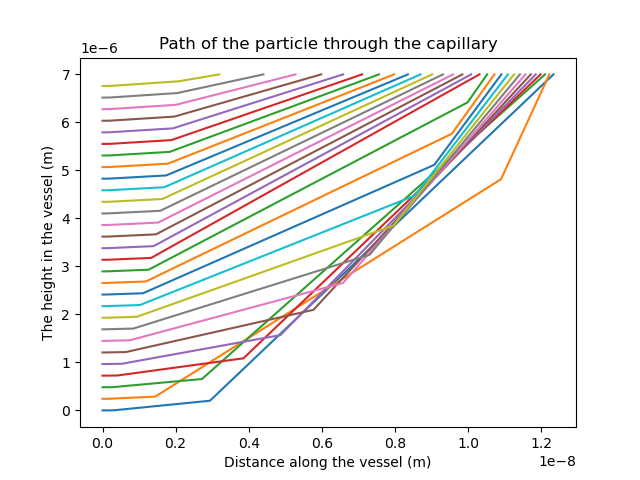 Path of the particle through the capillary
1e−6
7
6
5
4
3
2
1
0
The height in the vessel (m)
0.0 0.2 0.4 0.6 0.8 1.0 1.2
1e−8
Distance along the vessel (m)